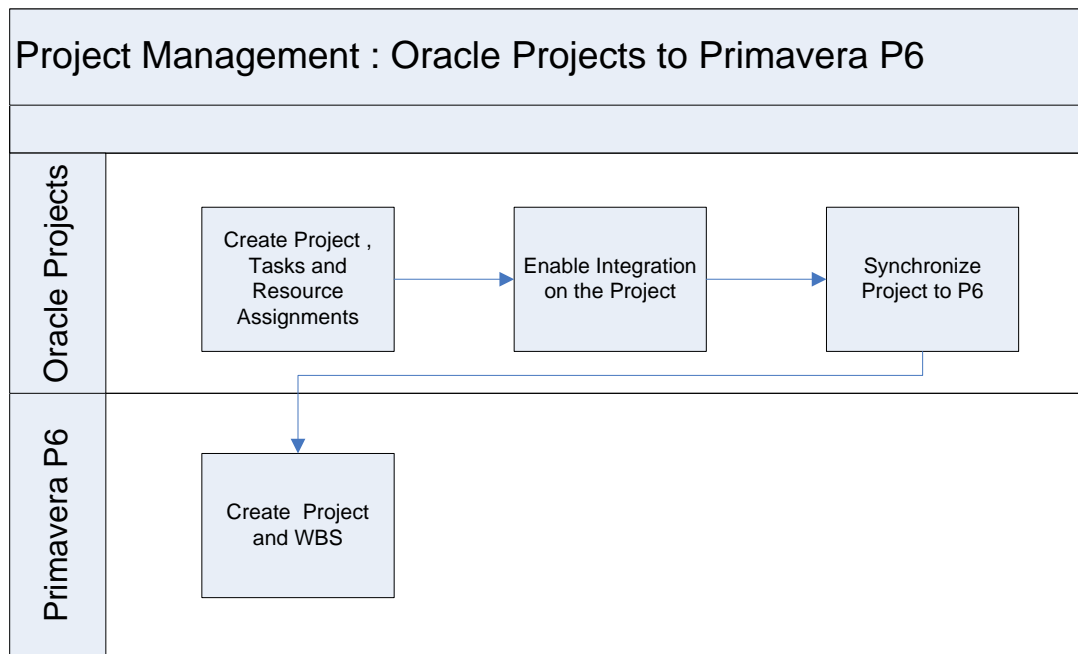 Project Management : Oracle Projects to Primavera P6
Oracle Projects
Create Project ,
Tasks and
Resource
Assignments
Enable Integration
on the Project
Synchronize
Project to P6
Primavera P6
Create Project
and WBS